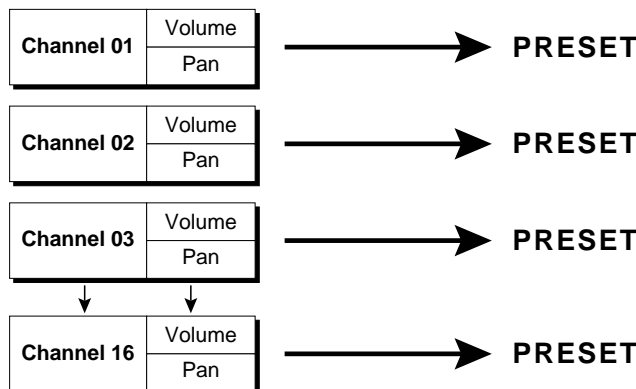 Channel 01 Volume Pan PRESET
Channel 02 Volume Pan PRESET
Channel 03 Volume Pan PRESET
Channel 16 Volume Pan PRESET